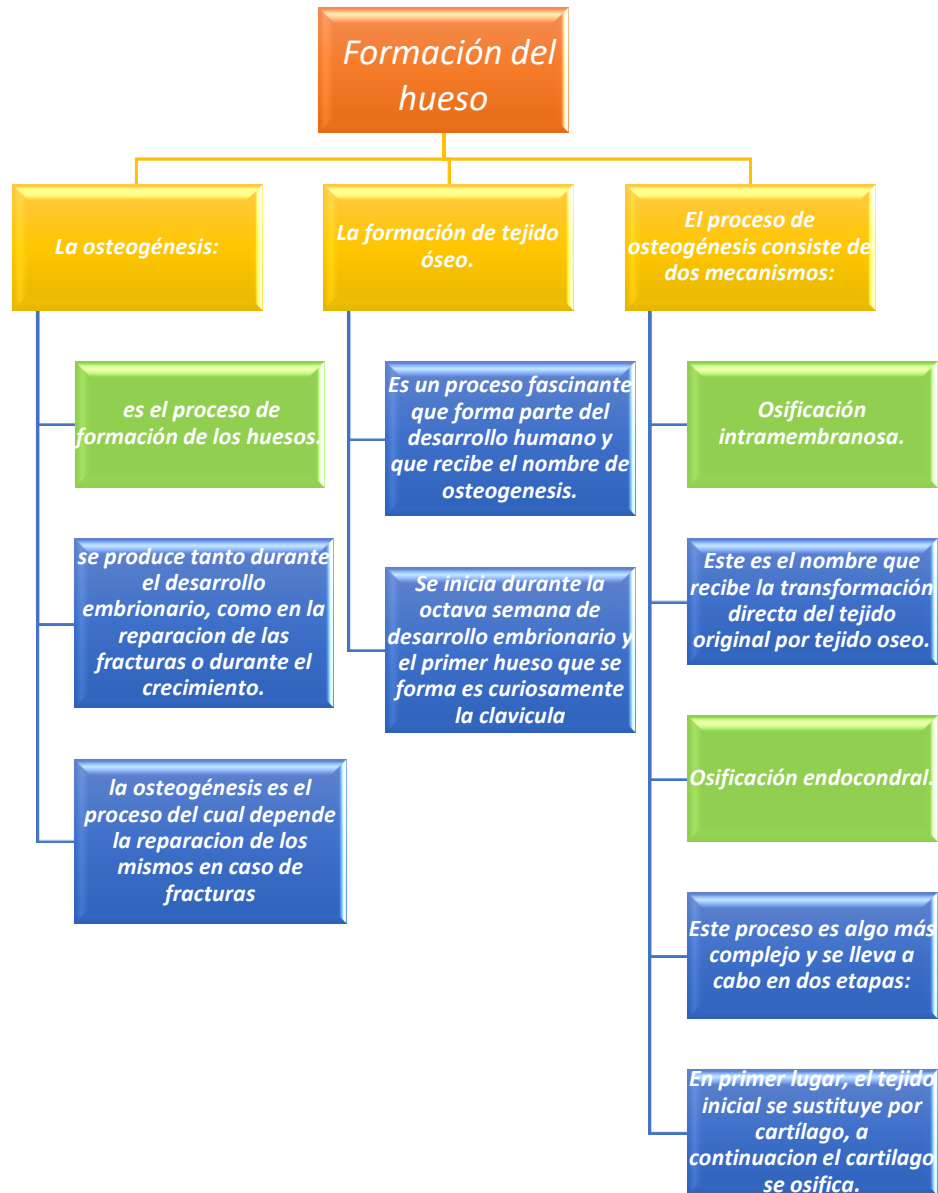 Formación del
hueso
La osteogénesis:
es el proceso de
formación de los huesos.
se produce tanto durante
el desarrollo
embrionario, como en la
reparacion de las
fracturas o durante el
crecimiento.
la osteogénesis es el
proceso del cual depende
la reparacion de los
mismos en caso de
fracturas
La formación de tejido
óseo.
Es un proceso fascinante
que forma parte del
desarrollo humano y
que recibe el nombre de
osteogenesis.
Se inicia durante la
octava semana de
desarrollo embrionario y
el primer hueso que se
forma es curiosamente
la clavicula
El proceso de
osteogénesis consiste de
dos mecanismos:
Osificación
intramembranosa.
Este es el nombre que
recibe la transformación
directa del tejido
original por tejido oseo.
Osificación endocondral.
Este proceso es algo más
complejo y se lleva a
cabo en dos etapas:
En primer lugar, el tejido
inicial se sustituye por
cartílago, a
continuacion el cartilago
se osifica.